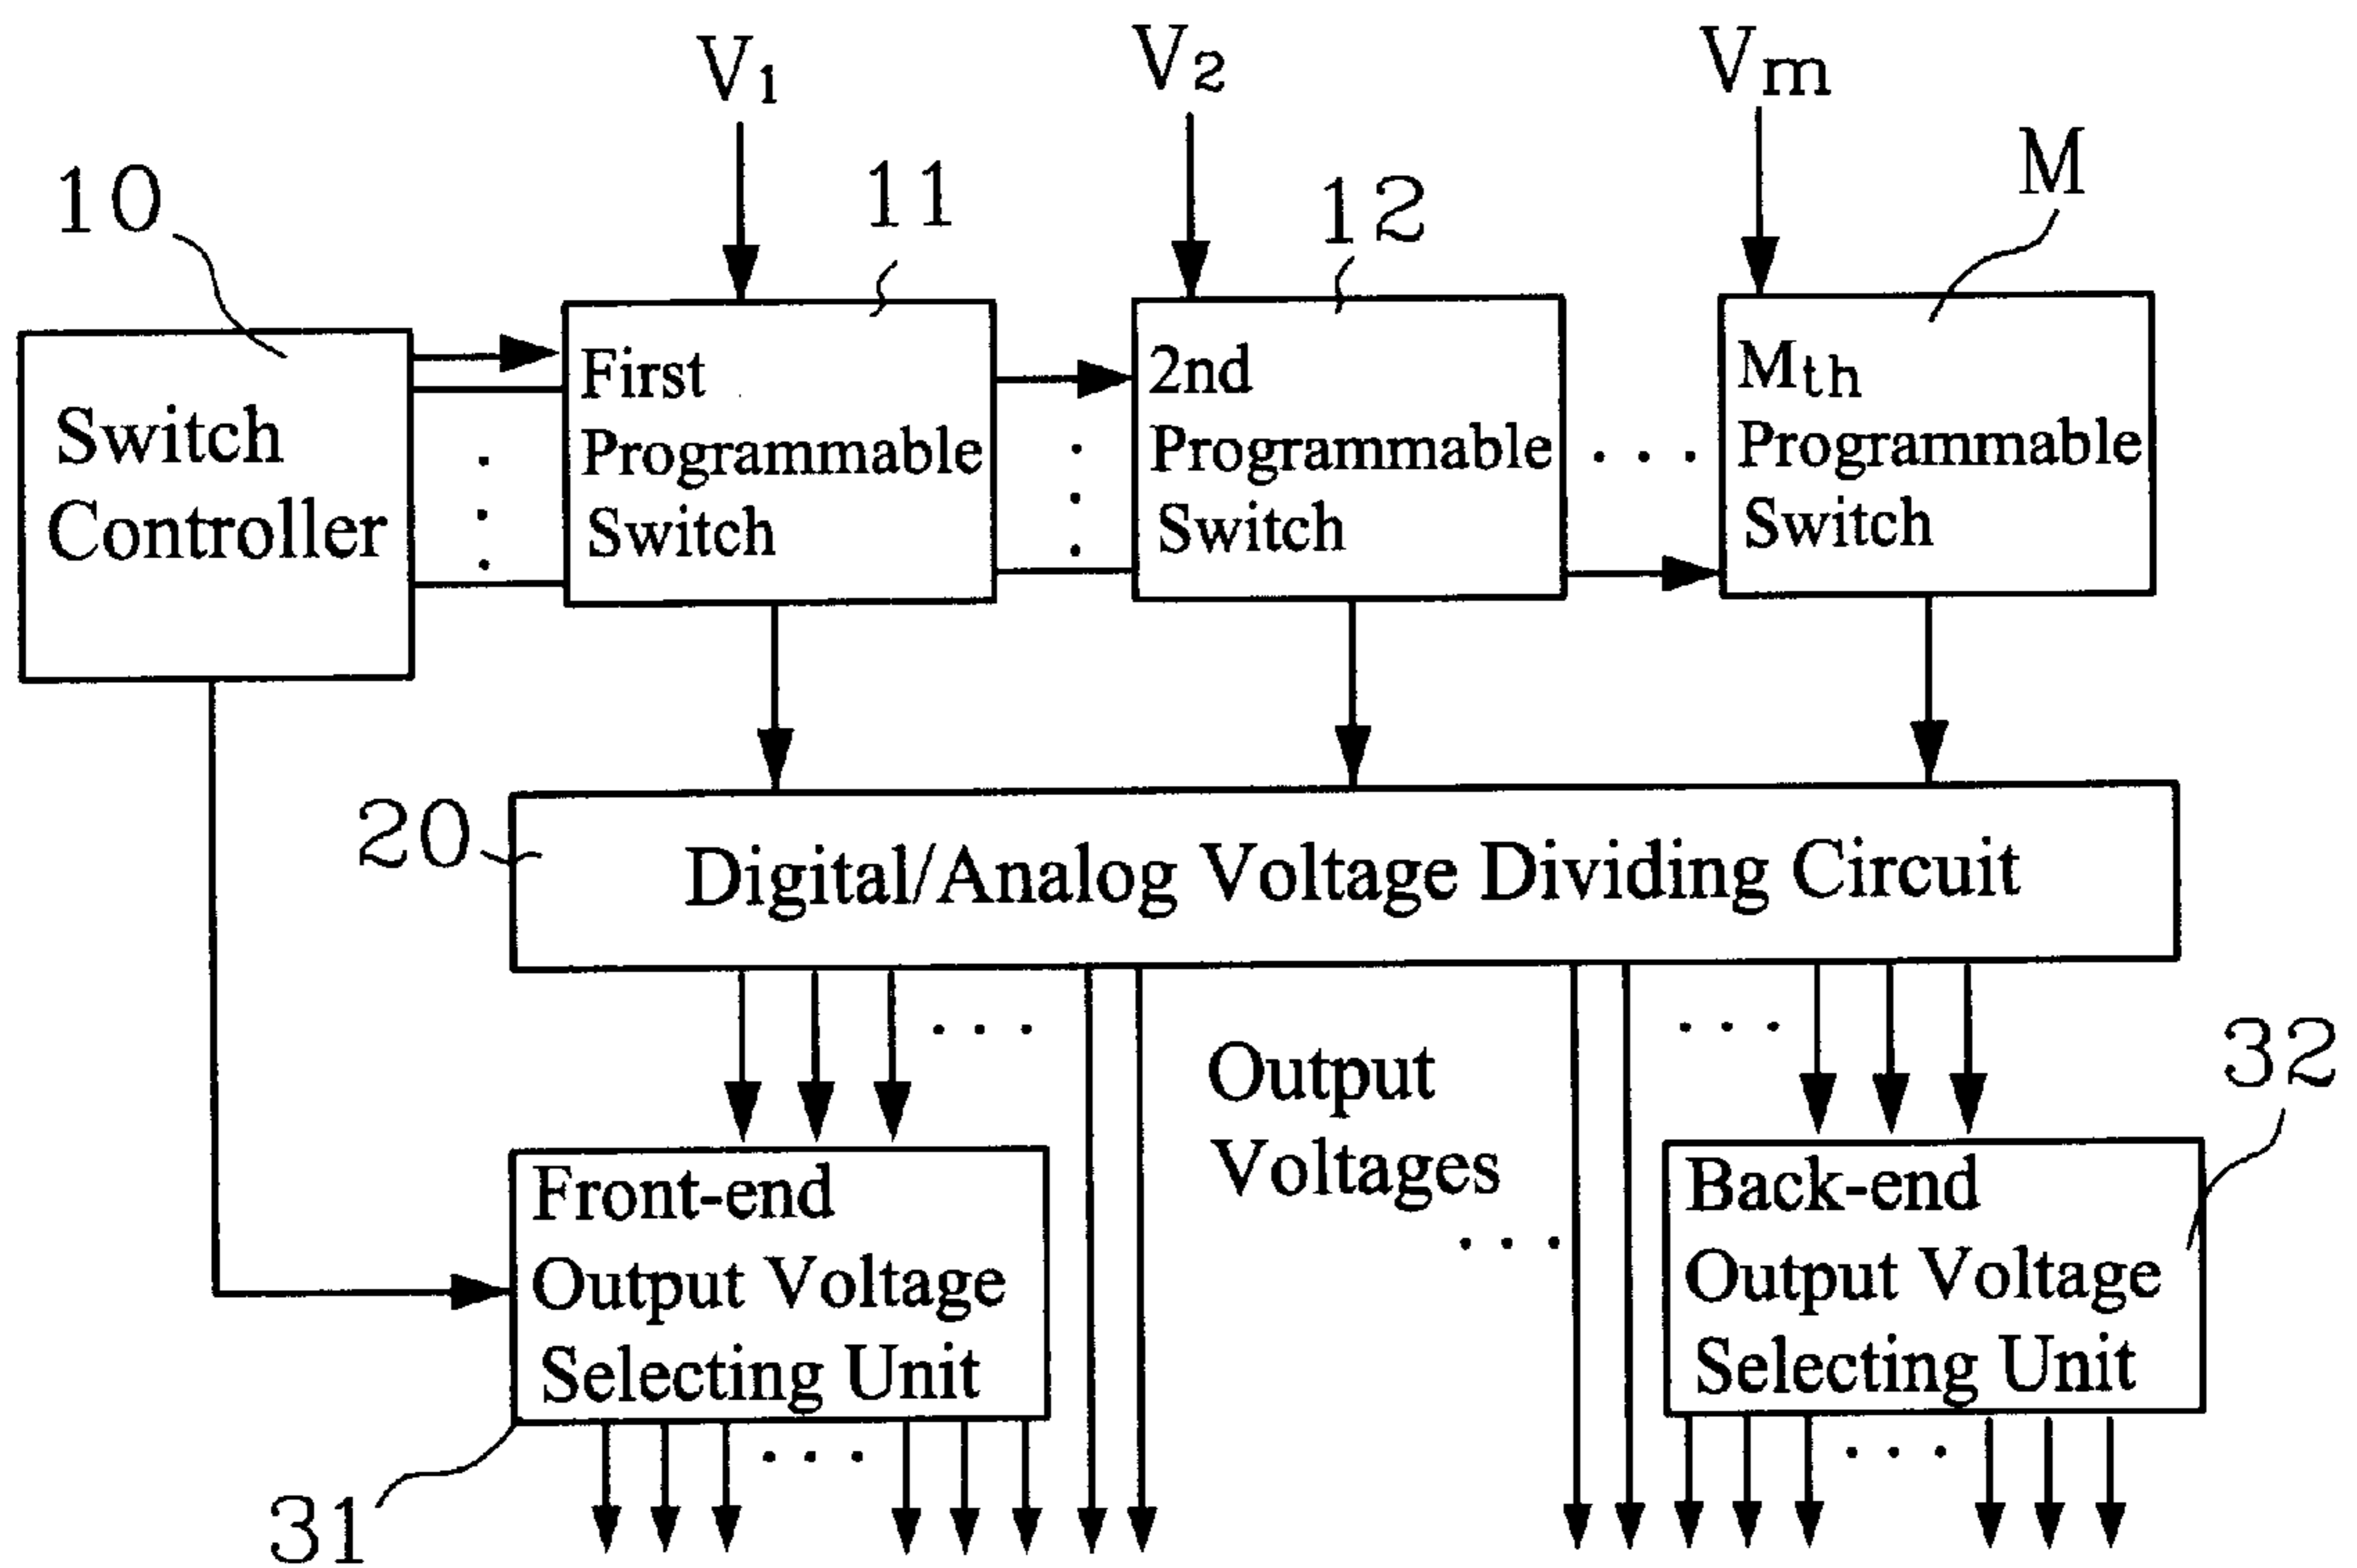 V1
V2
Vm
10
11
12
M
Switch
Controller
First
Programmable
Switch
2nd
Programmable
Switch
. . .
Mth
Programmable
Switch
20
Digital/Analog Voltage Dividing Circuit
. . .
Output
Voltages
. . .
. . .
32
Front-end
Output Voltage
Selecting Unit
Back-end
Output Voltage
Selecting Unit
. . .
. . .
31